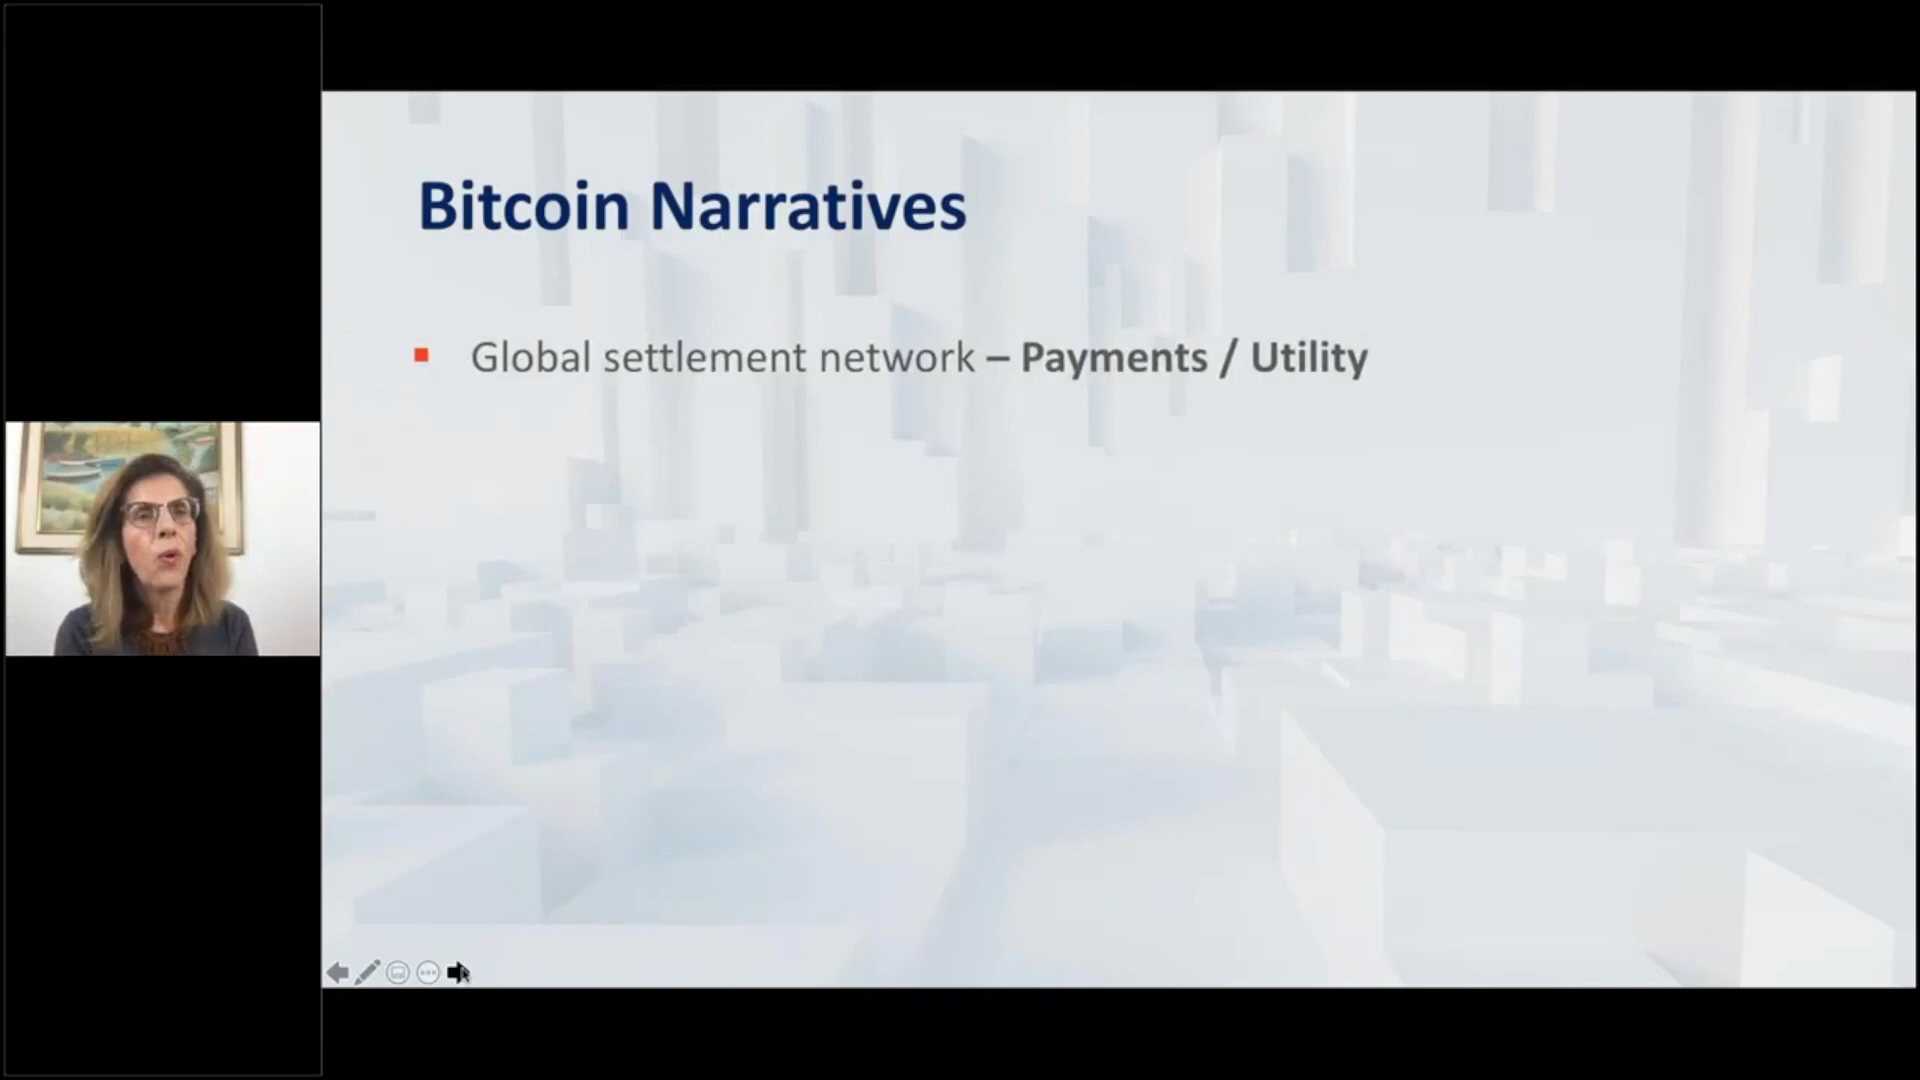 Bitcoin Narratives
Global settlement network – Payments / Utility